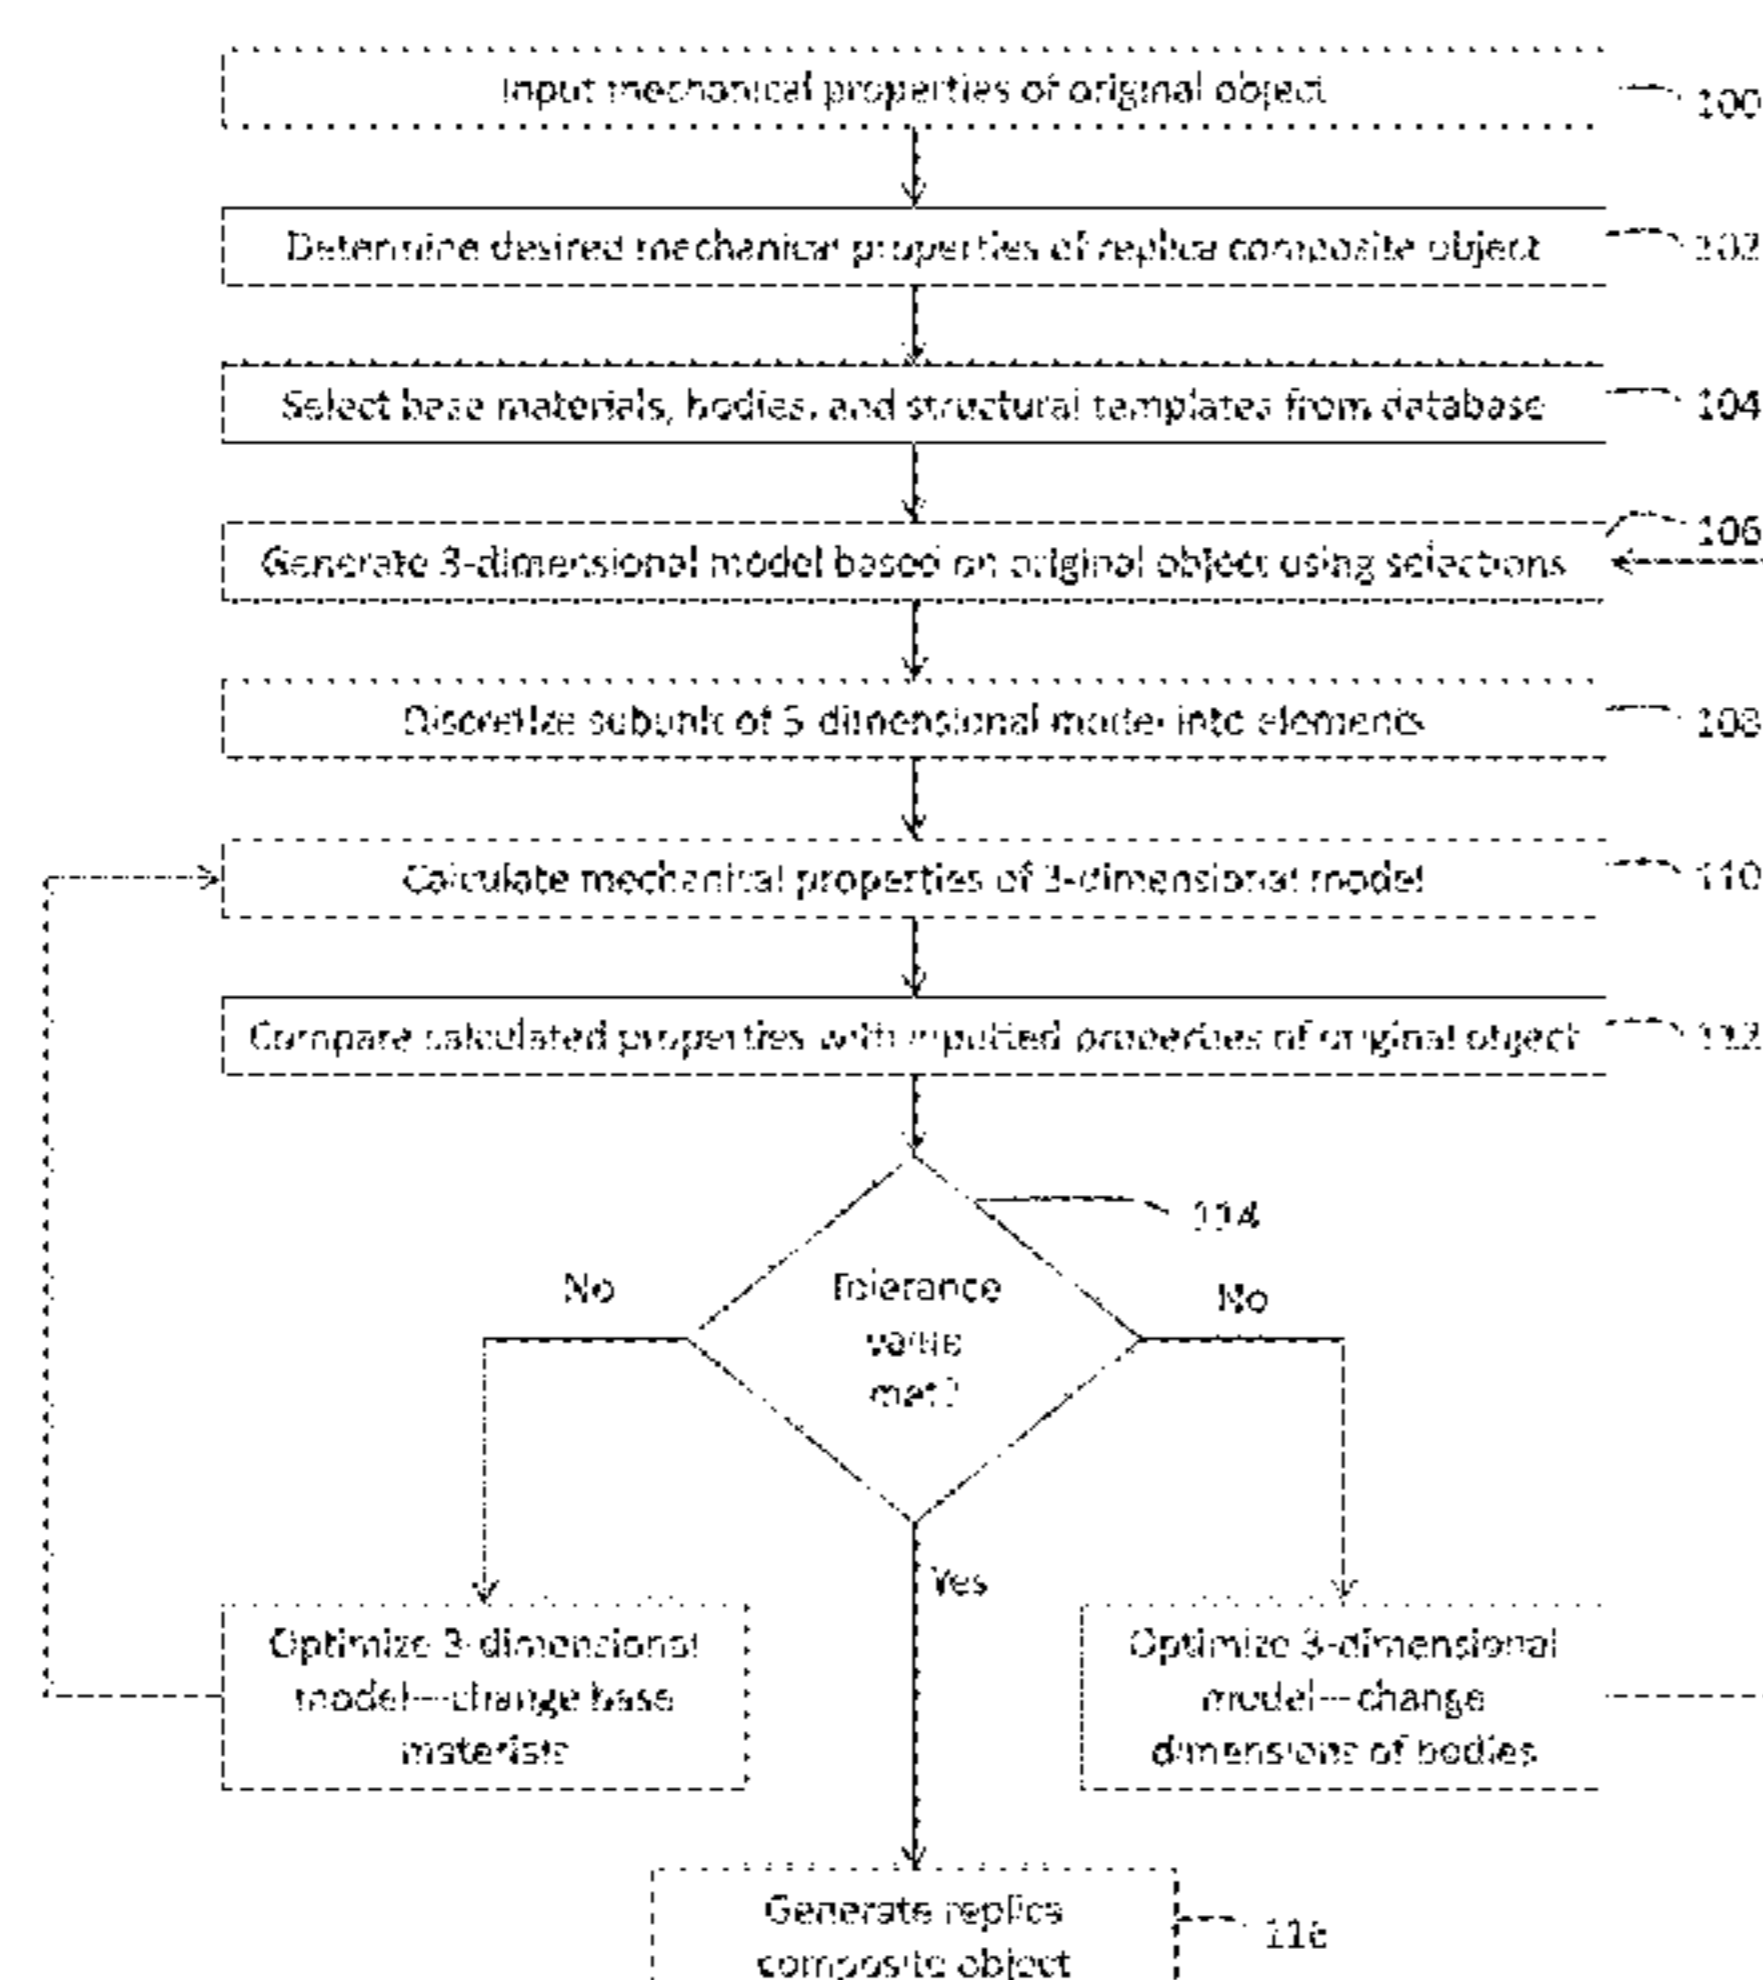 Input mechanical properties of original object
100
Determine desired mechanical properties of replica composite object
102
Select base materials, bodies, and structural templates from database
104
Generate 3-dimensional model based on original object using selections
106
Discretize subunit of 3-dimensional model into elements
108
Calculate mechanical properties of 3-dimensional model
110
Compare calculated properties with inputted properties of original object
112
114
No
Tolerance
value
met?
No
Yes
Optimize 3-dimensional
model---change base
materials
Optimize 3-dimensional
model---change
dimensions of bodies
Generate replica
composite object
116